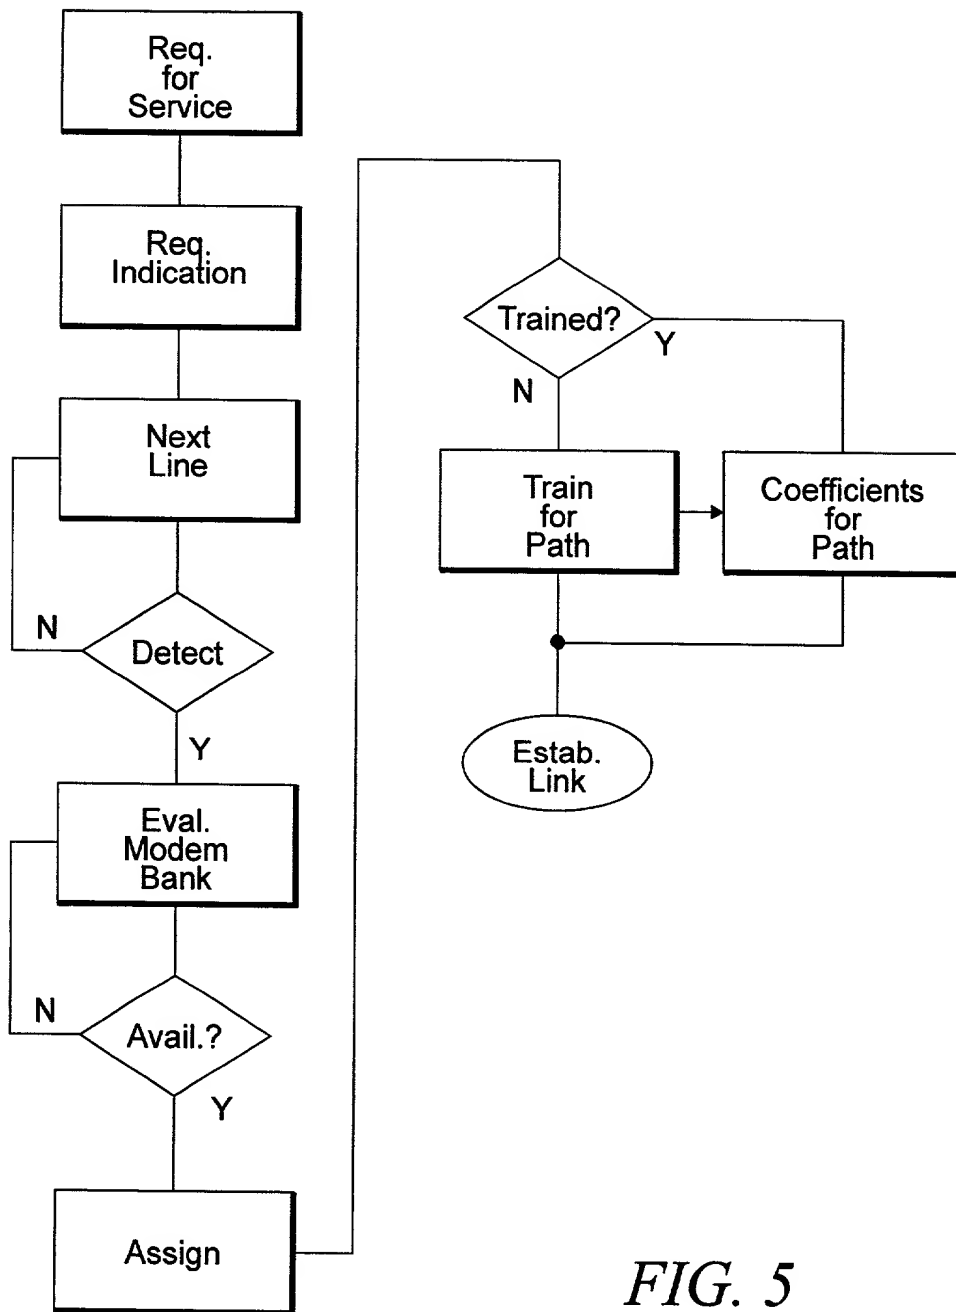 Req.
for
Service
Req.
Indication
Next
Line
N
Detect
Y
Eval.
Modem
Bank
N
Avail.?
Y
Assign
Trained?
Y
N
Train
for
Path
Coefficients
for
Path
Estab.
Link
FIG. 5